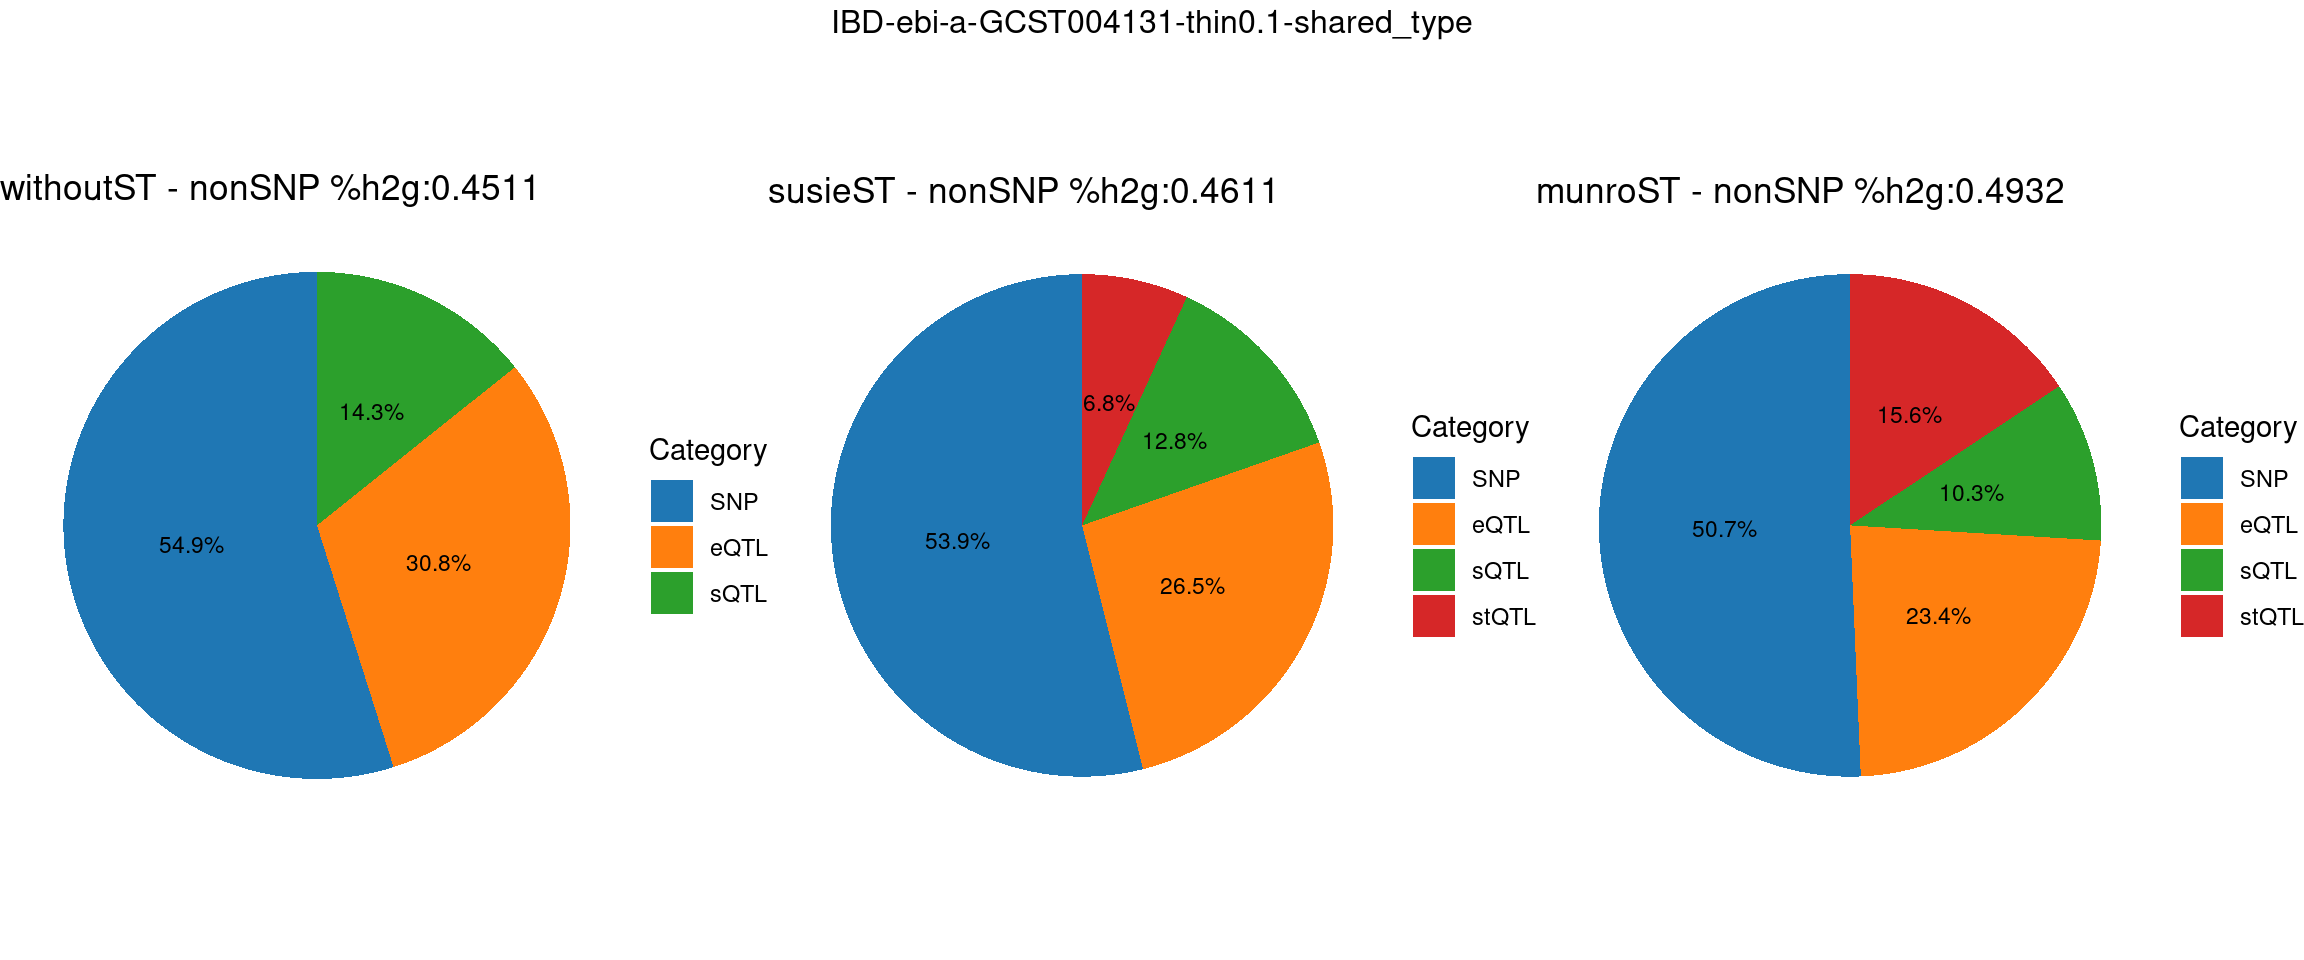 IBD-ebi-a-GCST004131-thin0.1-shared_type
withoutST - nonSNP %h2g:0.4511
14.3%
54.9%
30.8%
Category
SNP
eQTL
sQTL
susieST - nonSNP %h2g:0.4611
6.8%
12.8%
53.9%
26.5%
Category
SNP
eQTL
sQTL
stQTL
munroST - nonSNP %h2g:0.4932
15.6%
10.3%
50.7%
23.4%
Category
SNP
eQTL
sQTL
stQTL